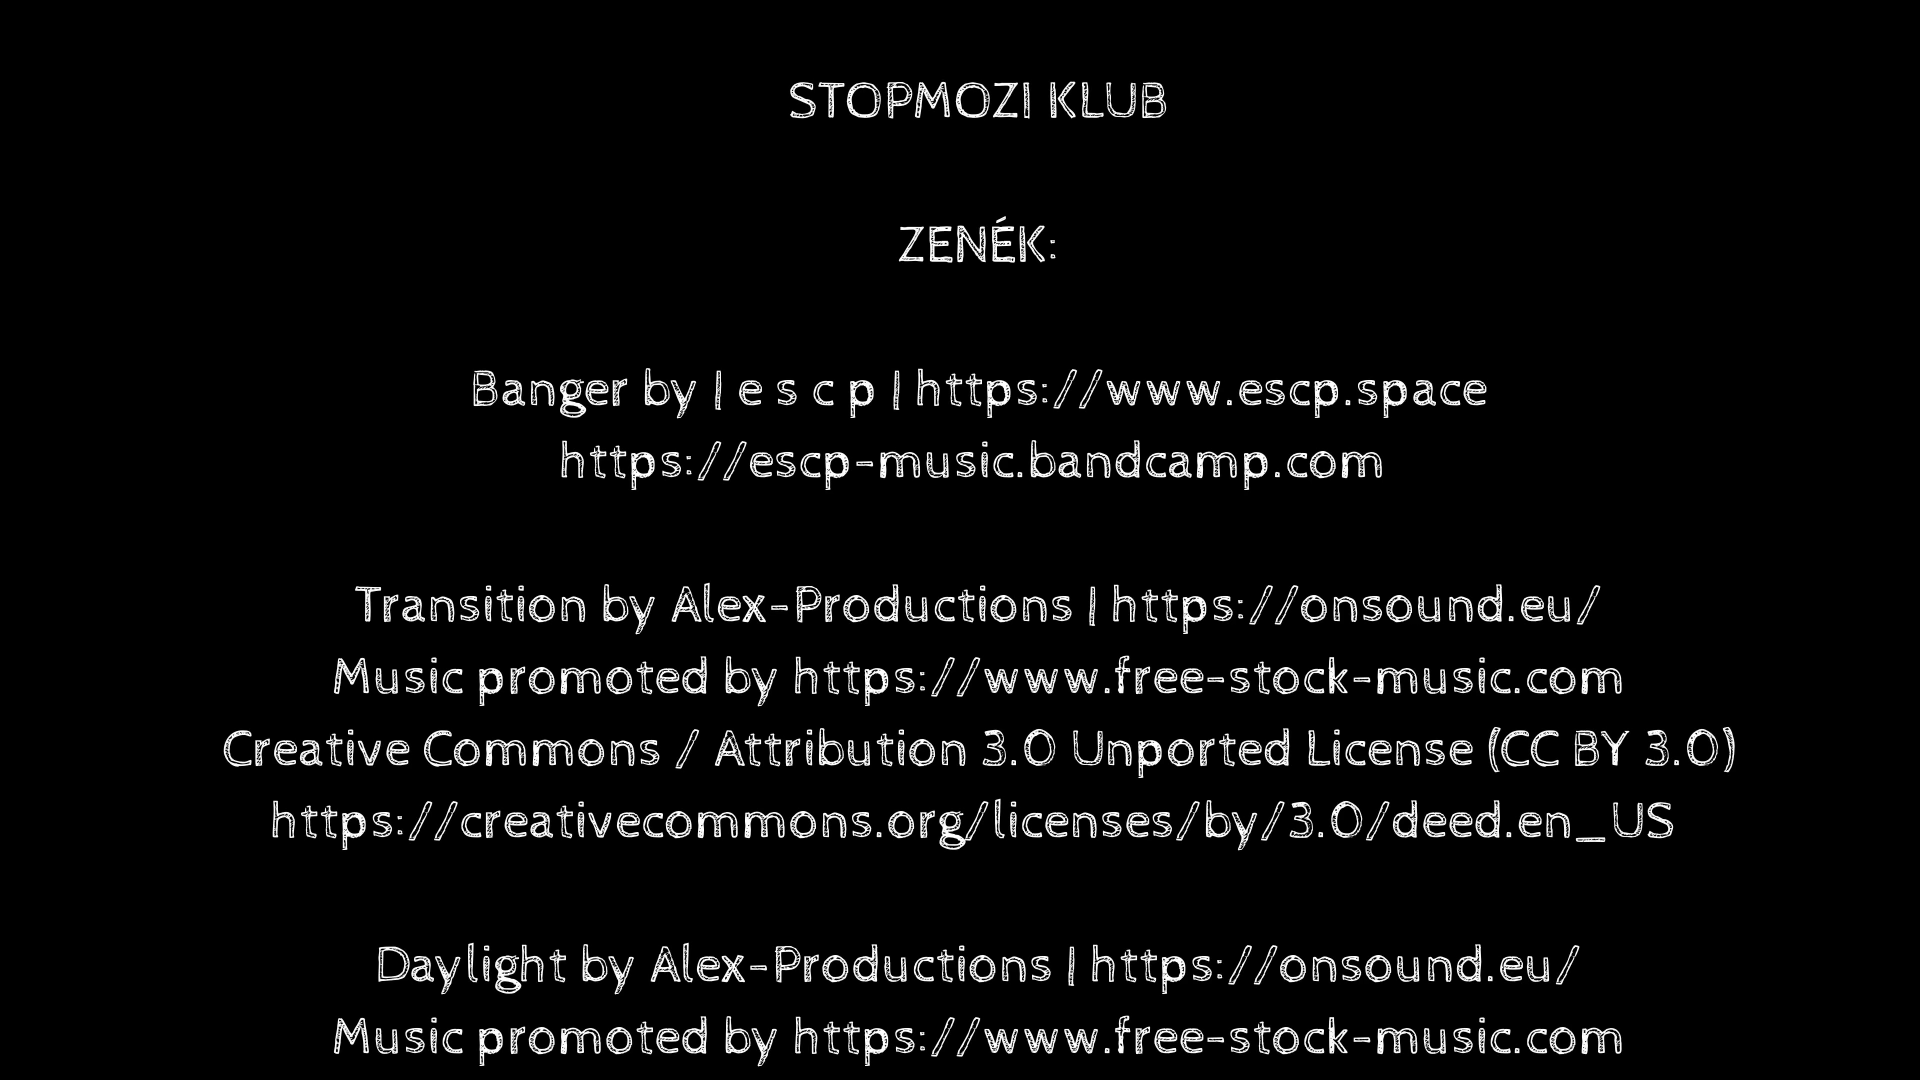 STOPMOZI KLUB
ZENÉK:
Banger by | e s c p | https://www.escp.space
https://escp-music.bandcamp.com
Transition by Alex-Productions | https://onsound.eu/
Music promoted by https://www.free-stock-music.com
Creative Commons / Attribution 3.0 Unported License (CC BY 3.0)
https://creativecommons.org/licenses/by/3.0/deed.en_US
Daylight by Alex-Productions | https://onsound.eu/
Music promoted by https://www.free-stock-music.com